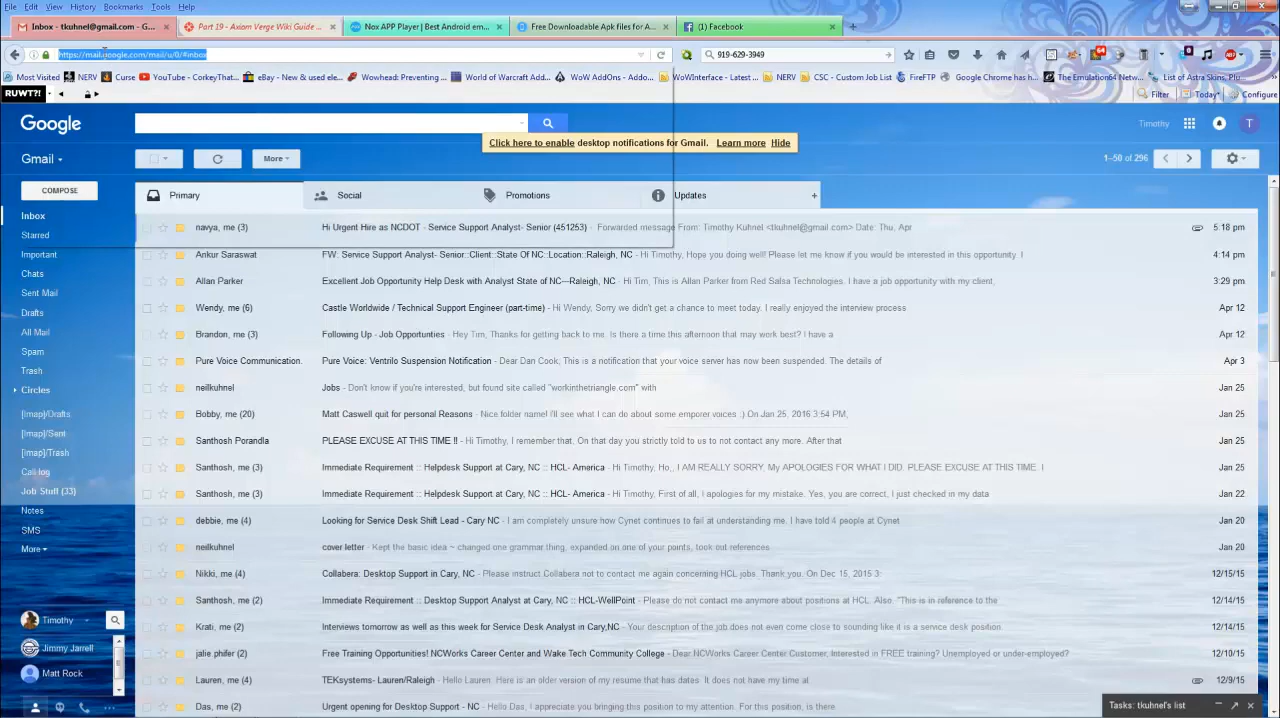 File Edit View History Bookmarks Tools Help
Inbox - tkuhnel@gmail.com - G... × Part 19 - Axiom Verge Wiki Guide ... × Nox APP Player | Best Android em... × Free Downloadable Apk files for A... × (1) Facebook × +
https://mail.google.com/mail/u/0/#inbox 919-629-3949
Most Visited NERV Curse YouTube - CorkeyThat... eBay - New & used ele... Wowhead: Preventing ... World of War WoW AddOns - Addo... WoWInterface - Latest ... NERV CSC - Custom Job List FireFTP Google Chrome has by... The Emulation64 Netw... List of Astra Skins, Plu...
RUWT?! Filter Today Configure
Google Timothy T
Click here to enable desktop notifications for Gmail. Learn more Hide
Gmail More 1–50 of 296
COMPOSE Primary Social Promotions Updates +
Inbox
Starred
Important
Chats
Sent Mail
Drafts
All Mail
Spam
Trash
Circles
[Imap]/Drafts
[Imap]/Sent
[Imap]/Trash
Call log
Job Stuff (33)
Notes
SMS
More
Timothy
Jimmy Jarrell
Matt Rock
navya, me (3) Hi Urgent Hire as NCDOT - Service Support Analyst- Senior (451253) - Forwarded message From: Timothy Kuhnel <tkuhnel@gmail.com> Date: Thu, Apr 5:18 pm
Ankur Saraswat FW: Service Support Analyst- Senior::Client::State Of NC::Location::Raleigh, NC - Hi Timothy, Hope you doing well! Please let me know if you would be interested in this opportunity. I 4:14 pm
Allan Parker Excellent Job Opportunity Help Desk with Analyst State of NC---Raleigh, NC - Hi Tim, This is Allan Parker from Red Salsa Technologies. I have a job opportunity with my client, 3:29 pm
Wendy, me (6) Castle Worldwide / Technical Support Engineer (part-time) - Hi Wendy, Sorry we didn't get a chance to meet today. I really enjoyed the interview process Apr 12
Brandon, me (3) Following Up - Job Opportunties - Hey Tim, Thanks for getting back to me. Is there a time this afternoon that may work best? I have a Apr 12
Pure Voice Communication. Pure Voice: Ventrilo Suspension Notification - Dear Dan Cook, This is a notification that your voice server has now been suspended. The details of Apr 3
neilkuhnel Jobs - Don't know if you're interested, but found site called "workinthetriangle.com" with Jan 25
Bobby, me (20) Matt Caswell quit for personal Reasons - Nice folder name! I'll see what I can do about some emporer voices :) On Jan 25, 2016 3:54 PM, Jan 25
Santhosh Porandla PLEASE EXCUSE AT THIS TIME !! - Hi Timothy, I remember that. On that day you strictly told to us to not contact any more. After that Jan 25
Santhosh, me (3) Immediate Requirement :: Helpdesk Support at Cary, NC :: HCL- America - Hi Timothy, Ho,, I AM REALLY SORRY. My APOLOGIES FOR WHAT I DID. PLEASE EXCUSE AT THIS TIME. I Jan 25
Santhosh, me (3) Immediate Requirement :: Helpdesk Support at Cary, NC :: HCL- America - Hi Timothy, First of all, I apologies for my mistake. Yes, you are correct, I just checked in my data Jan 22
debbie, me (4) Looking for Service Desk Shift Lead - Cary NC - I am completely unsure how Cynet continues to fail at understanding me. I have told 4 people at Cynet Jan 20
neilkuhnel cover letter - Kept the basic idea ~ changed one grammar thing, expanded on one of your points, took out references Jan 20
Nikki, me (4) Collabera: Desktop Support in Cary, NC - Please instruct Collabera not to contact me again concerning HCL jobs. Thank you. On Dec 15, 2015 3: 12/15/15
Santhosh, me (2) Immediate Requirement :: Desktop Support Analyst at Cary, NC :: HCL-WellPoint - Please do not contact me anymore about positions at HCL. Also. "This is in reference to the 12/14/15
Krati, me (2) Interviews tomorrow as well as this week for Service Desk Analyst in Cary,NC - Your description of the job does not even come close to sounding like it is a service desk position. 12/14/15
jalie.phifer (2) Free Training Opportunities! NCWorks Career Center and Wake Tech Community College - Dear NCWorks Career Center Customer, Interested in FREE training? Unemployed or under-employed? 12/10/15
Lauren, me (4) TEKsystems- Lauren/Raleigh - Hello Lauren. Here is an older version of my resume that has dates. It does not have my time at 12/9/15
Das, me (2) Urgent opening for Desktop Support - Hello Das, I appreciate you bringing this position to my attention. For this position, is there
Tasks: tkuhnel's list